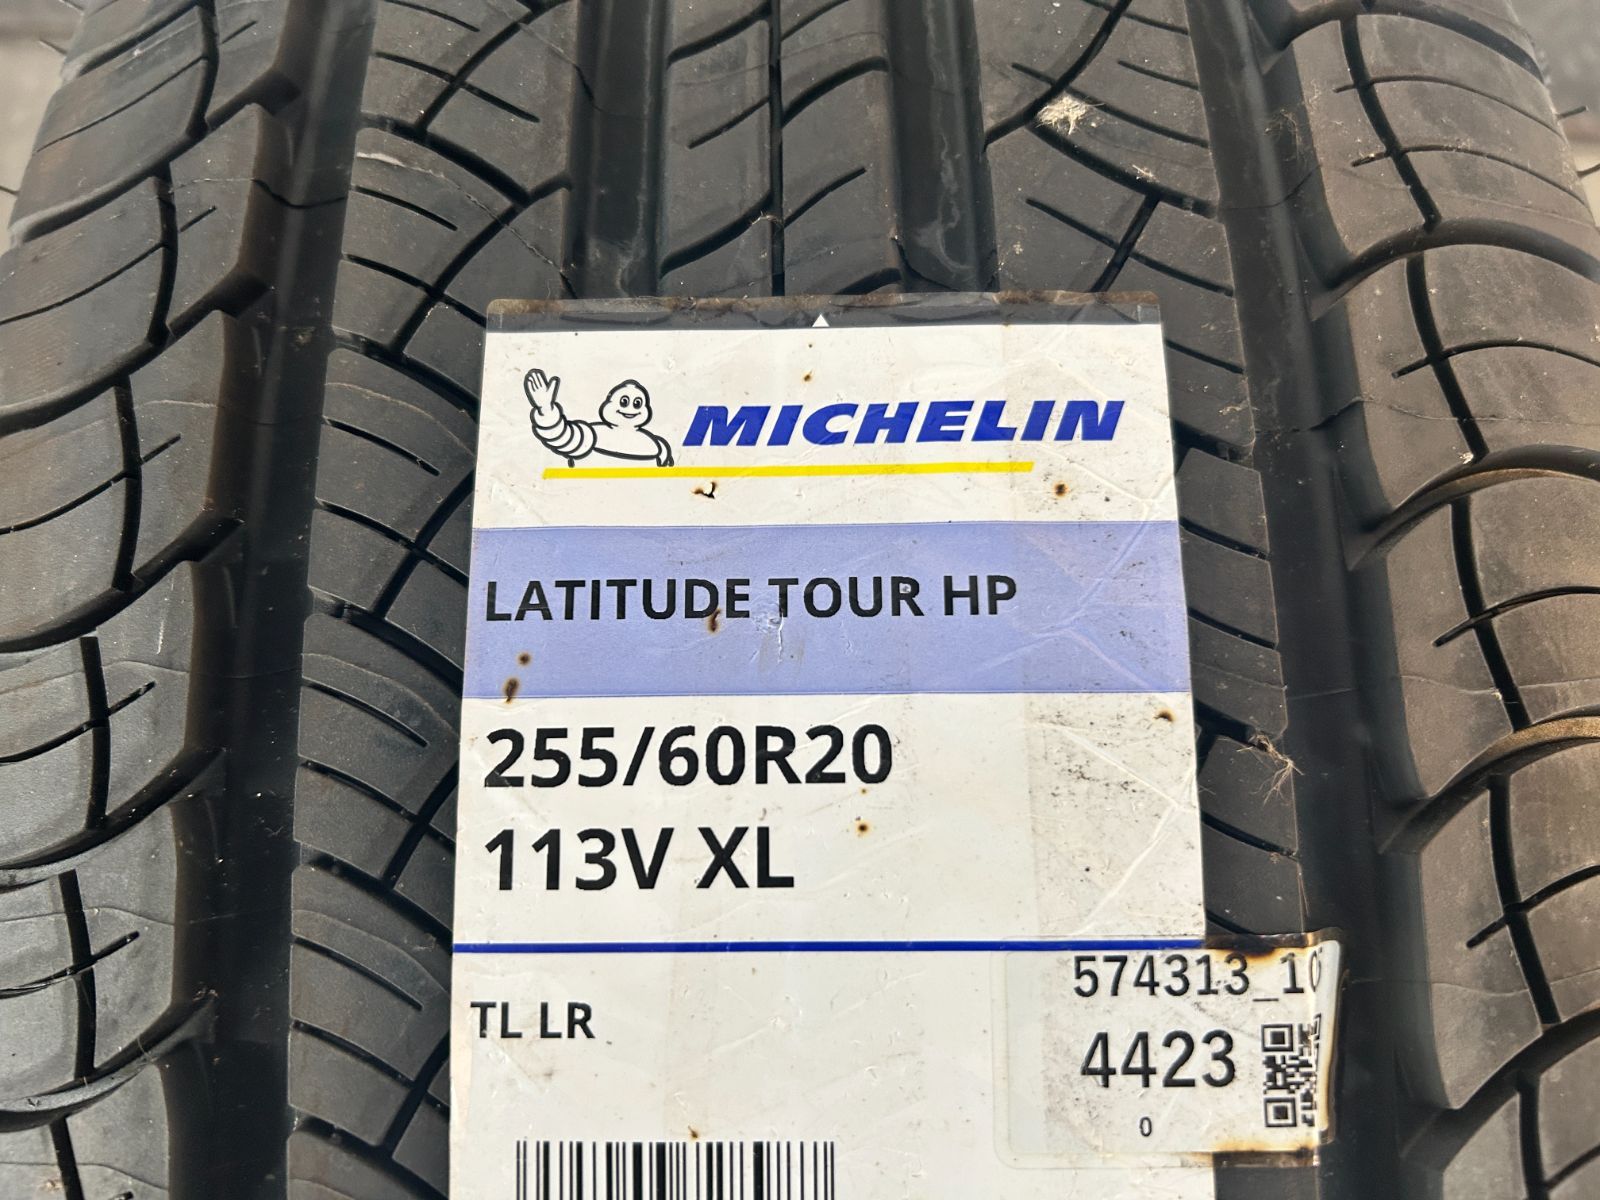 MICHELIN
LATITUDE TOUR HP
255/60R20
113V XL
TL LR
574313_10
4423
0